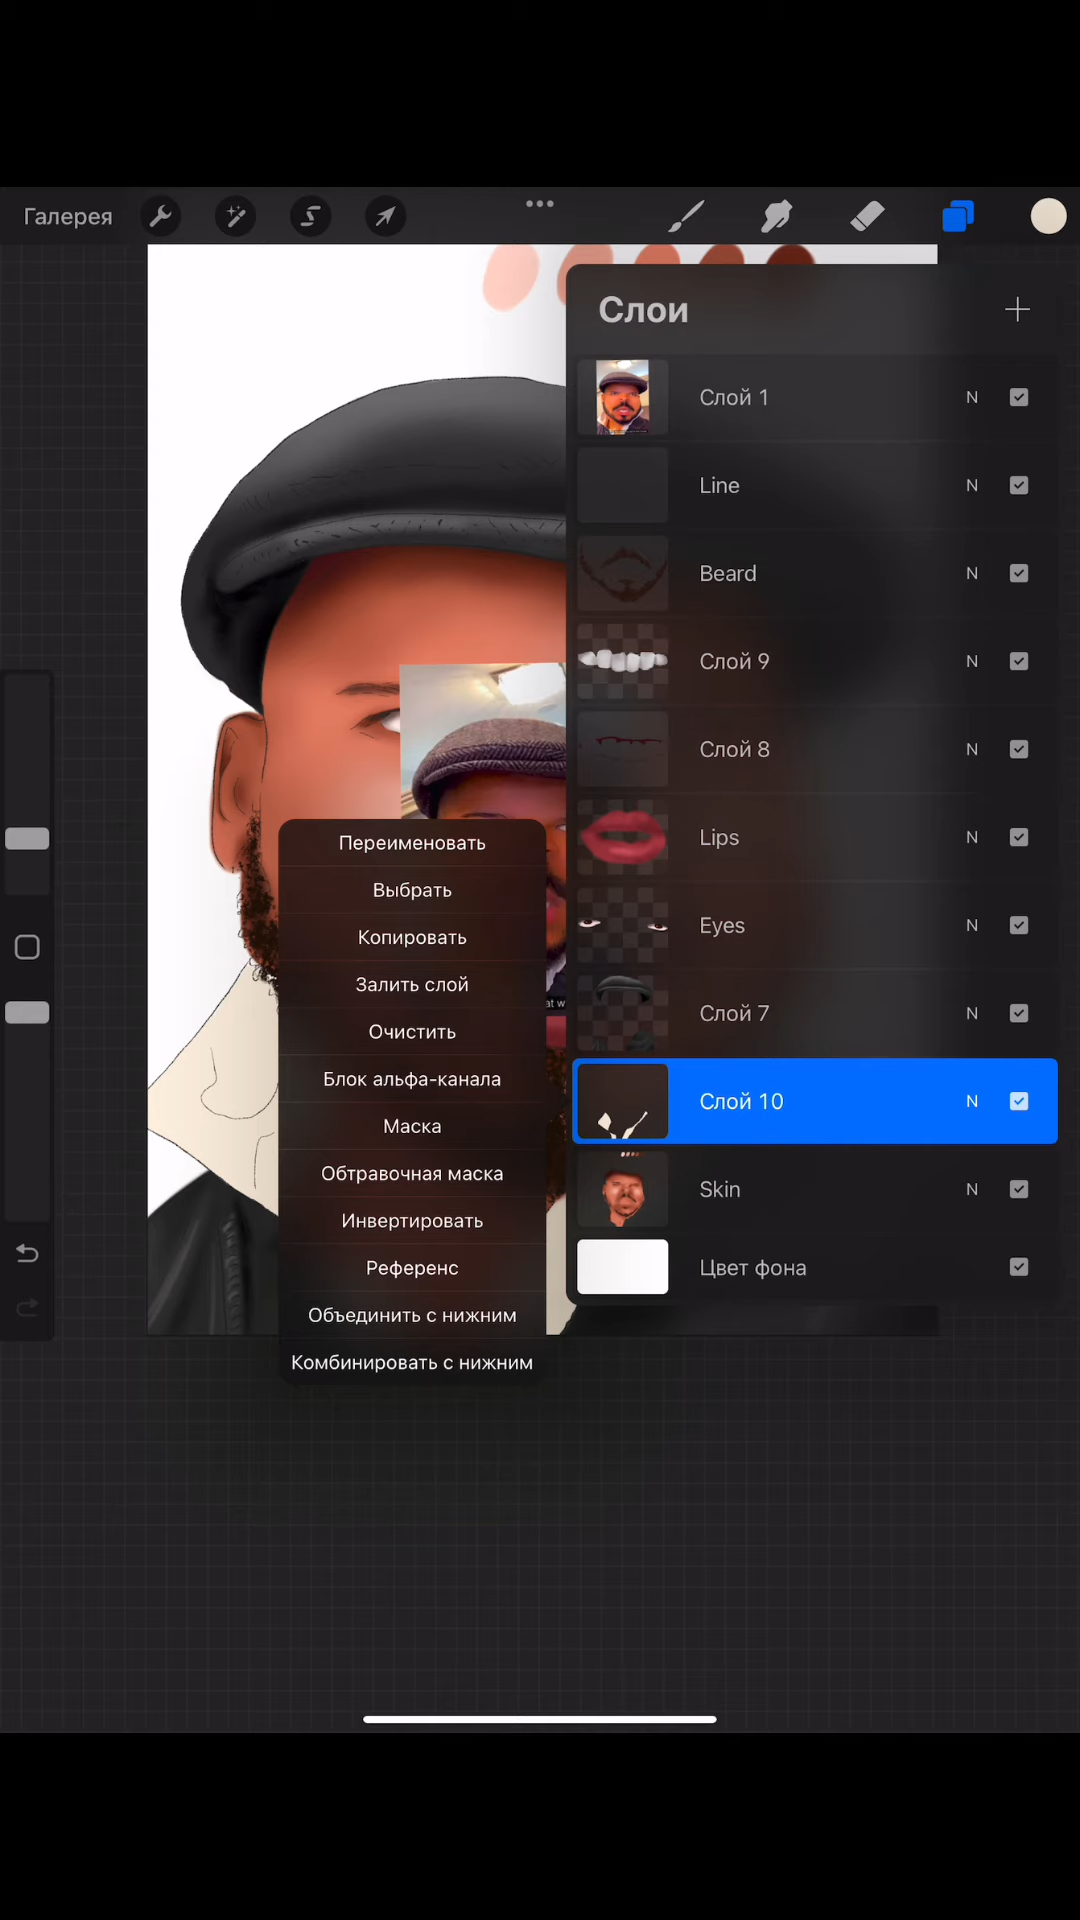 Галерея
Слои
Слой 1
N
Line
N
Beard
N
Слой 9
N
Слой 8
N
Lips
N
Eyes
N
Слой 7
N
Слой 10
N
Skin
N
Цвет фона
Переименовать
Выбрать
Копировать
Залить слой
Очистить
Блок альфа-канала
Маска
Обтравочная маска
Инвертировать
Референс
Объединить с нижним
Комбинировать с нижним
at w